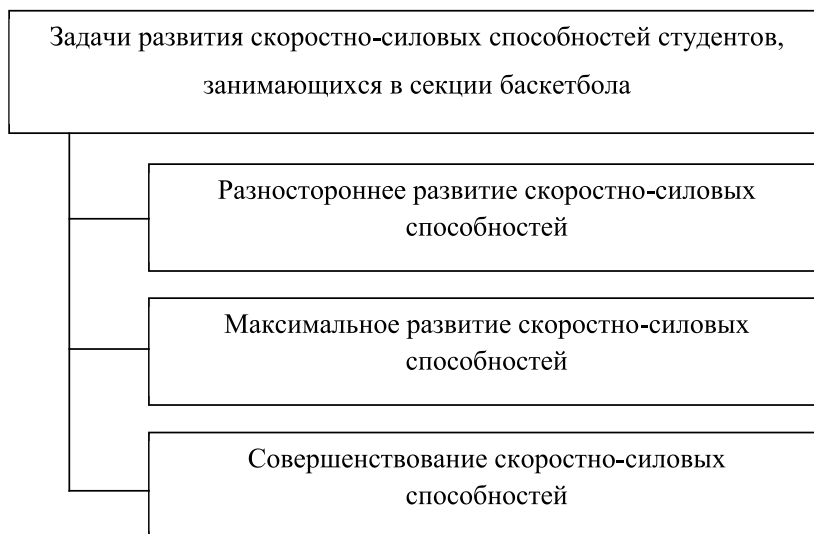 Задачи развития скоростно-силовых способностей студентов,
занимающихся в секции баскетбола
Разностороннее развитие скоростно-силовых
способностей
Максимальное развитие скоростно-силовых
способностей
Совершенствование скоростно-силовых
способностей